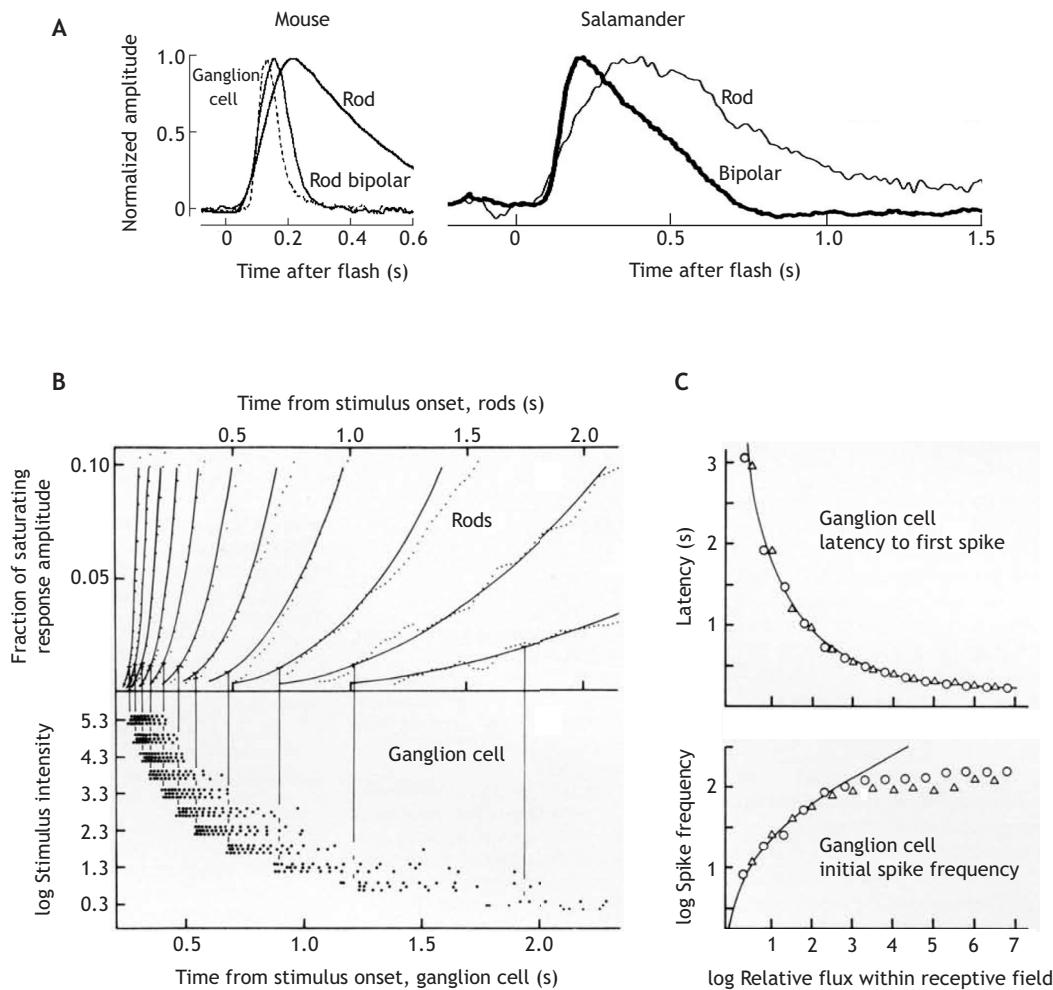 A
Mouse
Salamander
Normalized amplitude
1.0
0.5
0
Ganglion
cell
Rod
Rod bipolar
0 0.2 0.4 0.6
Time after flash (s)
Rod
Bipolar
0 0.5 1.0 1.5
Time after flash (s)
B
Time from stimulus onset, rods (s)
0.5 1.0 1.5 2.0
Fraction of saturating
response amplitude
0.10
0.05
Rods
log Stimulus intensity
5.3
4.3
3.3
2.3
1.3
0.3
Ganglion cell
0.5 1.0 1.5 2.0
Time from stimulus onset, ganglion cell (s)
C
Latency (s)
3
2
1
Ganglion cell
latency to first spike
log Spike frequency
2
1
Ganglion cell
initial spike frequency
1 2 3 4 5 6 7
log Relative flux within receptive field